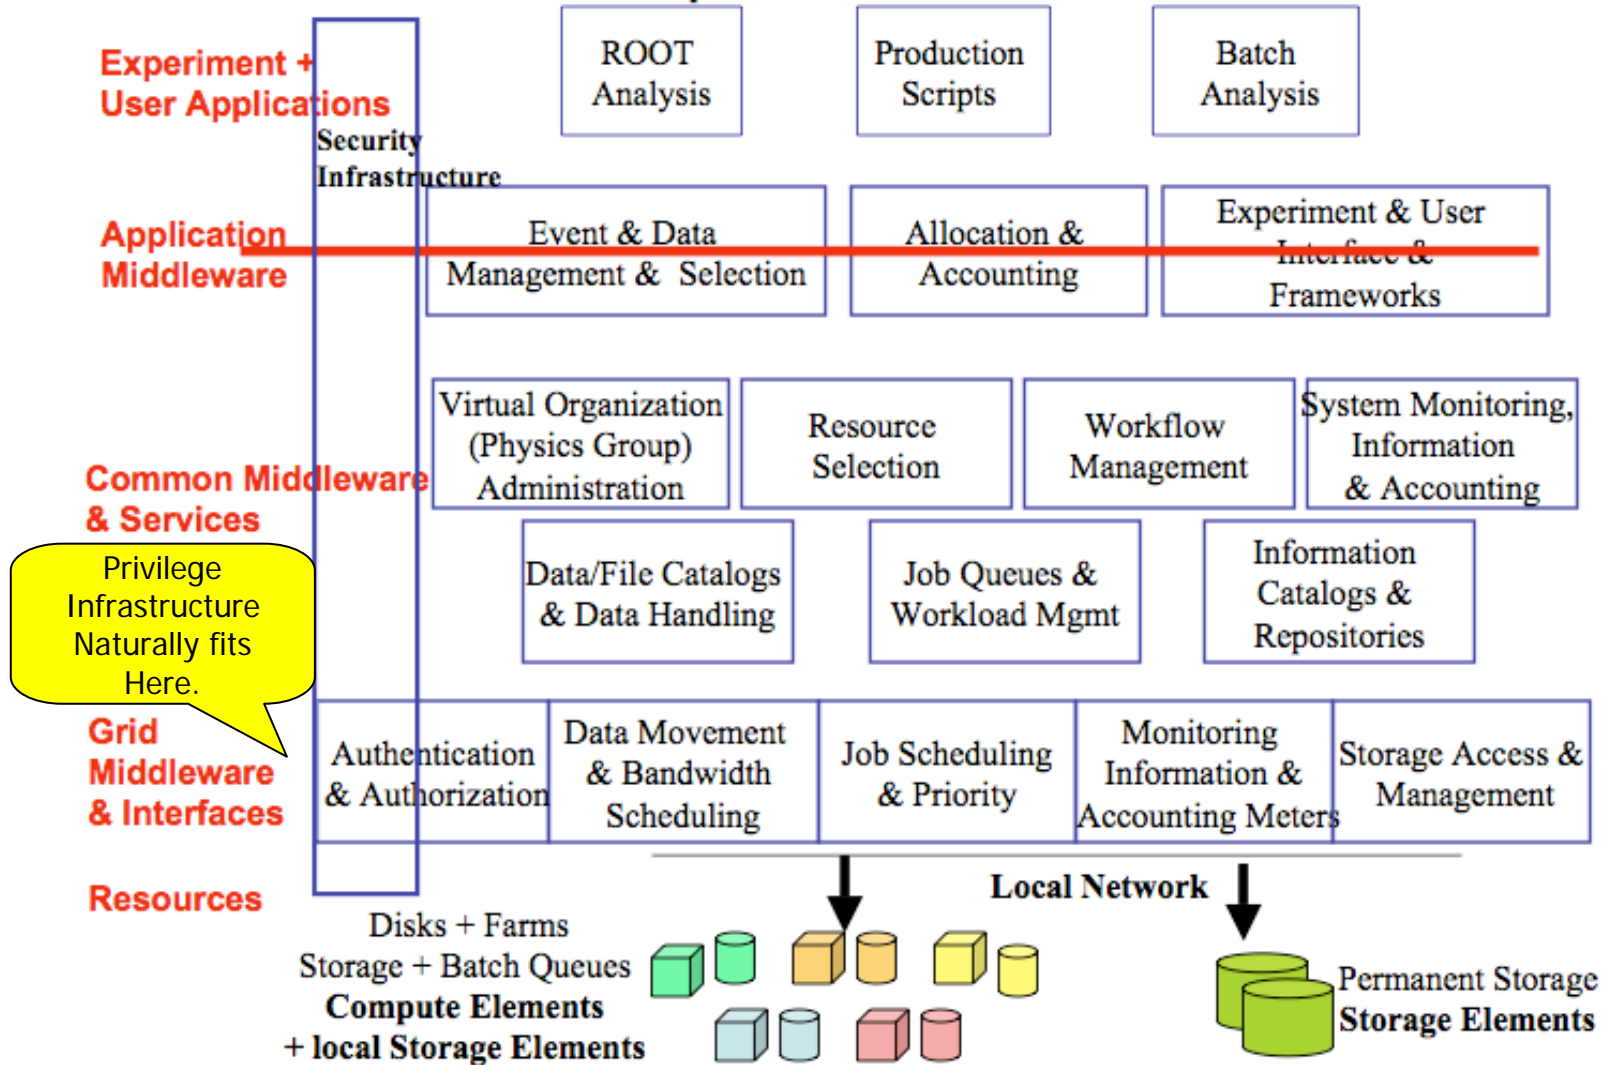 Experiment +
User Applications
Security
Infrastructure
ROOT
Analysis
Production
Scripts
Batch
Analysis
Application
Middleware
Event & Data
Management & Selection
Allocation &
Accounting
Experiment & User
Interface &
Frameworks
Common Middleware
& Services
Virtual Organization
(Physics Group)
Administration
Resource
Selection
Workflow
Management
System Monitoring,
Information
& Accounting
Data/File Catalogs
& Data Handling
Job Queues &
Workload Mgmt
Information
Catalogs &
Repositories
Privilege
Infrastructure
Naturally fits
Here.
Grid
Middleware
& Interfaces
Authentication
& Authorization
Data Movement
& Bandwidth
Scheduling
Job Scheduling
& Priority
Monitoring
Information &
Accounting Meters
Storage Access &
Management
Resources
Local Network
Disks + Farms
Storage + Batch Queues
Compute Elements
+ local Storage Elements
Permanent Storage
Storage Elements